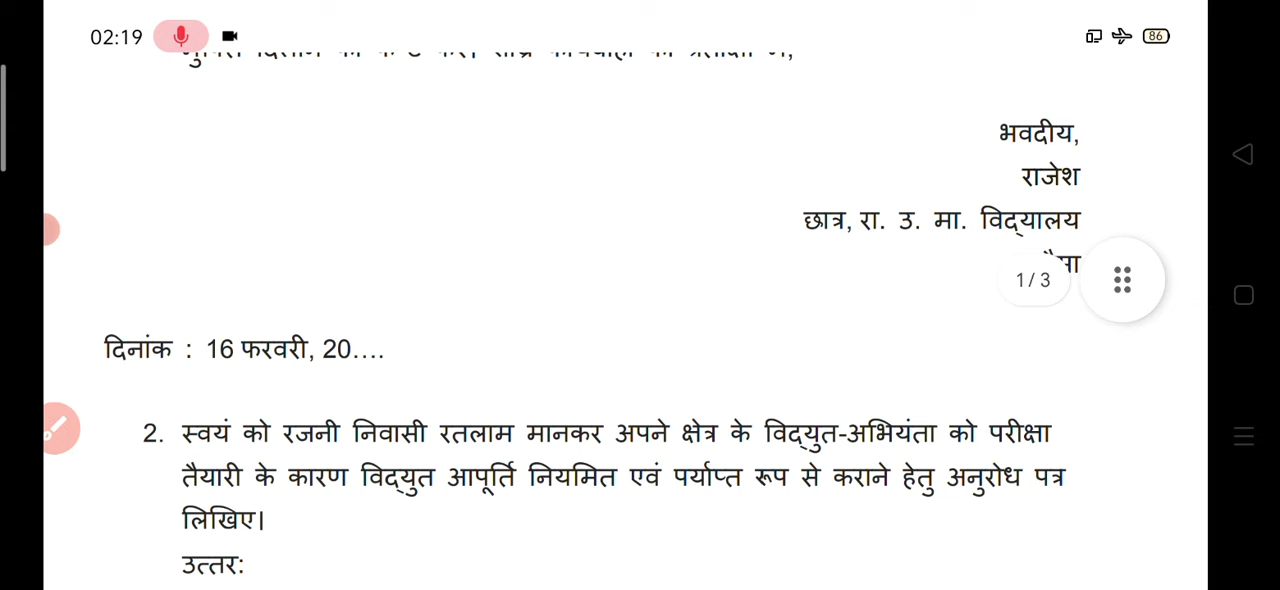 02:19
86
भवदीय,
राजेश
छात्र, रा. उ. मा. विद्यालय
1 / 3
दिनांक : 16 फरवरी, 20....
2. स्वयं को रजनी निवासी रतलाम मानकर अपने क्षेत्र के विद्युत-अभियंता को परीक्षा
तैयारी के कारण विद्युत आपूर्ति नियमित एवं पर्याप्त रूप से कराने हेतु अनुरोध पत्र
लिखिए।
उत्तर: